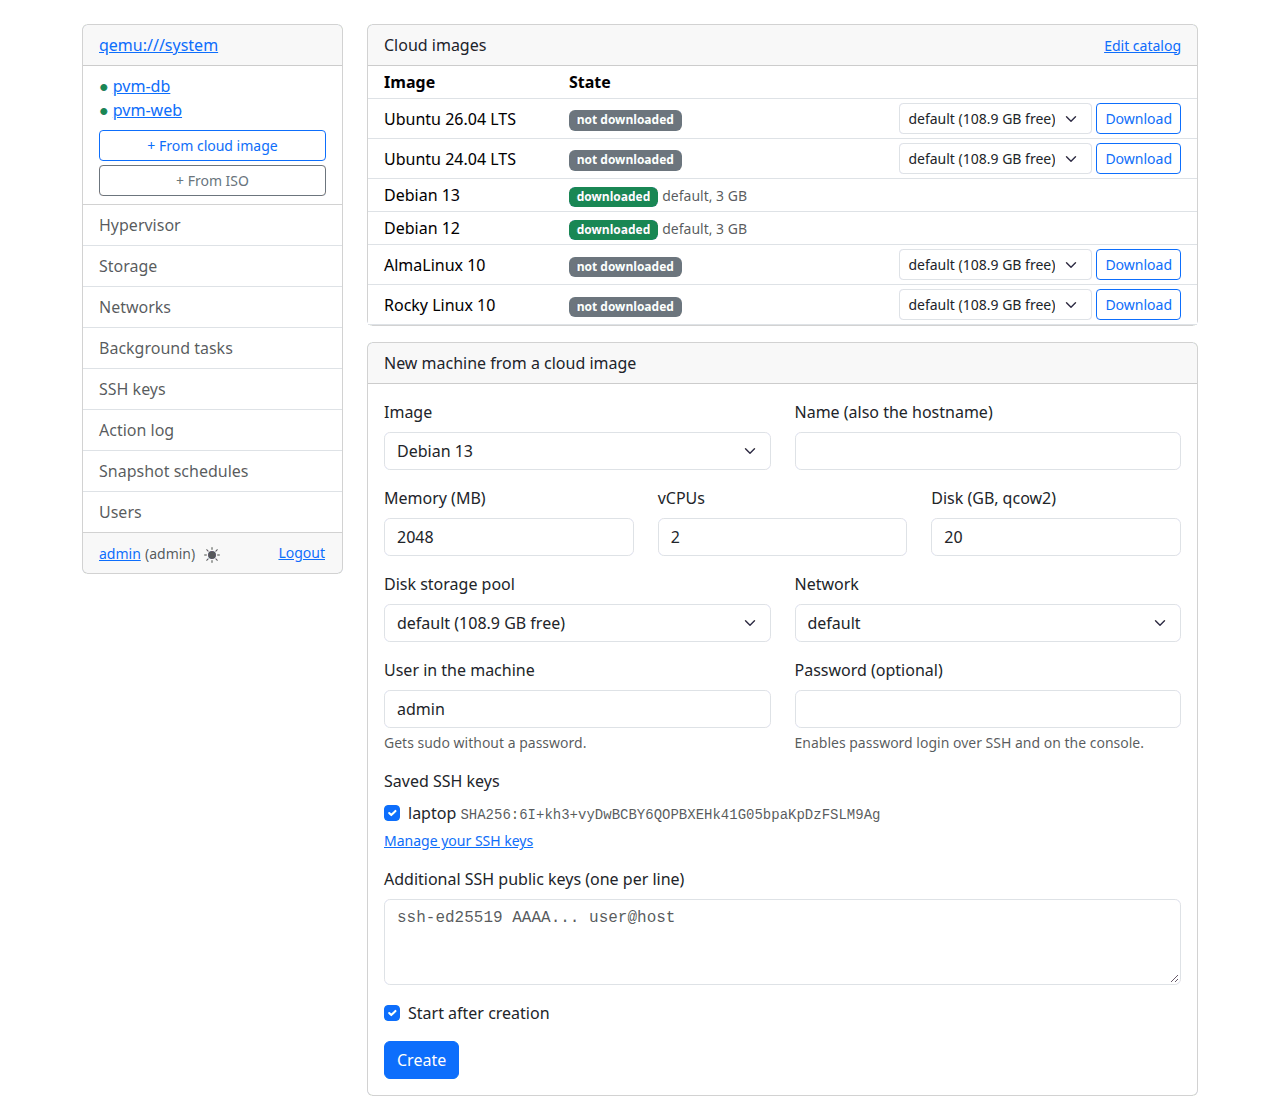 qemu:///system
pvm-db
pvm-web
+ From cloud image
+ From ISO
Hypervisor
Storage
Networks
Background tasks
SSH keys
Action log
Snapshot schedules
Users
admin (admin) Logout
Cloud images Edit catalog
Image State
Ubuntu 26.04 LTS not downloaded default (108.9 GB free) Download
Ubuntu 24.04 LTS not downloaded default (108.9 GB free) Download
Debian 13 downloaded default, 3 GB
Debian 12 downloaded default, 3 GB
AlmaLinux 10 not downloaded default (108.9 GB free) Download
Rocky Linux 10 not downloaded default (108.9 GB free) Download
New machine from a cloud image
Image Name (also the hostname)
Debian 13
Memory (MB) vCPUs Disk (GB, qcow2)
2048 2 20
Disk storage pool Network
default (108.9 GB free) default
User in the machine Password (optional)
admin
Gets sudo without a password. Enables password login over SSH and on the console.
Saved SSH keys
laptop SHA256:6I+kh3+vyDwBCBY6QOPBXEHk41G05bpaKpDzFSLM9Ag
Manage your SSH keys
Additional SSH public keys (one per line)
ssh-ed25519 AAAA... user@host
Start after creation
Create